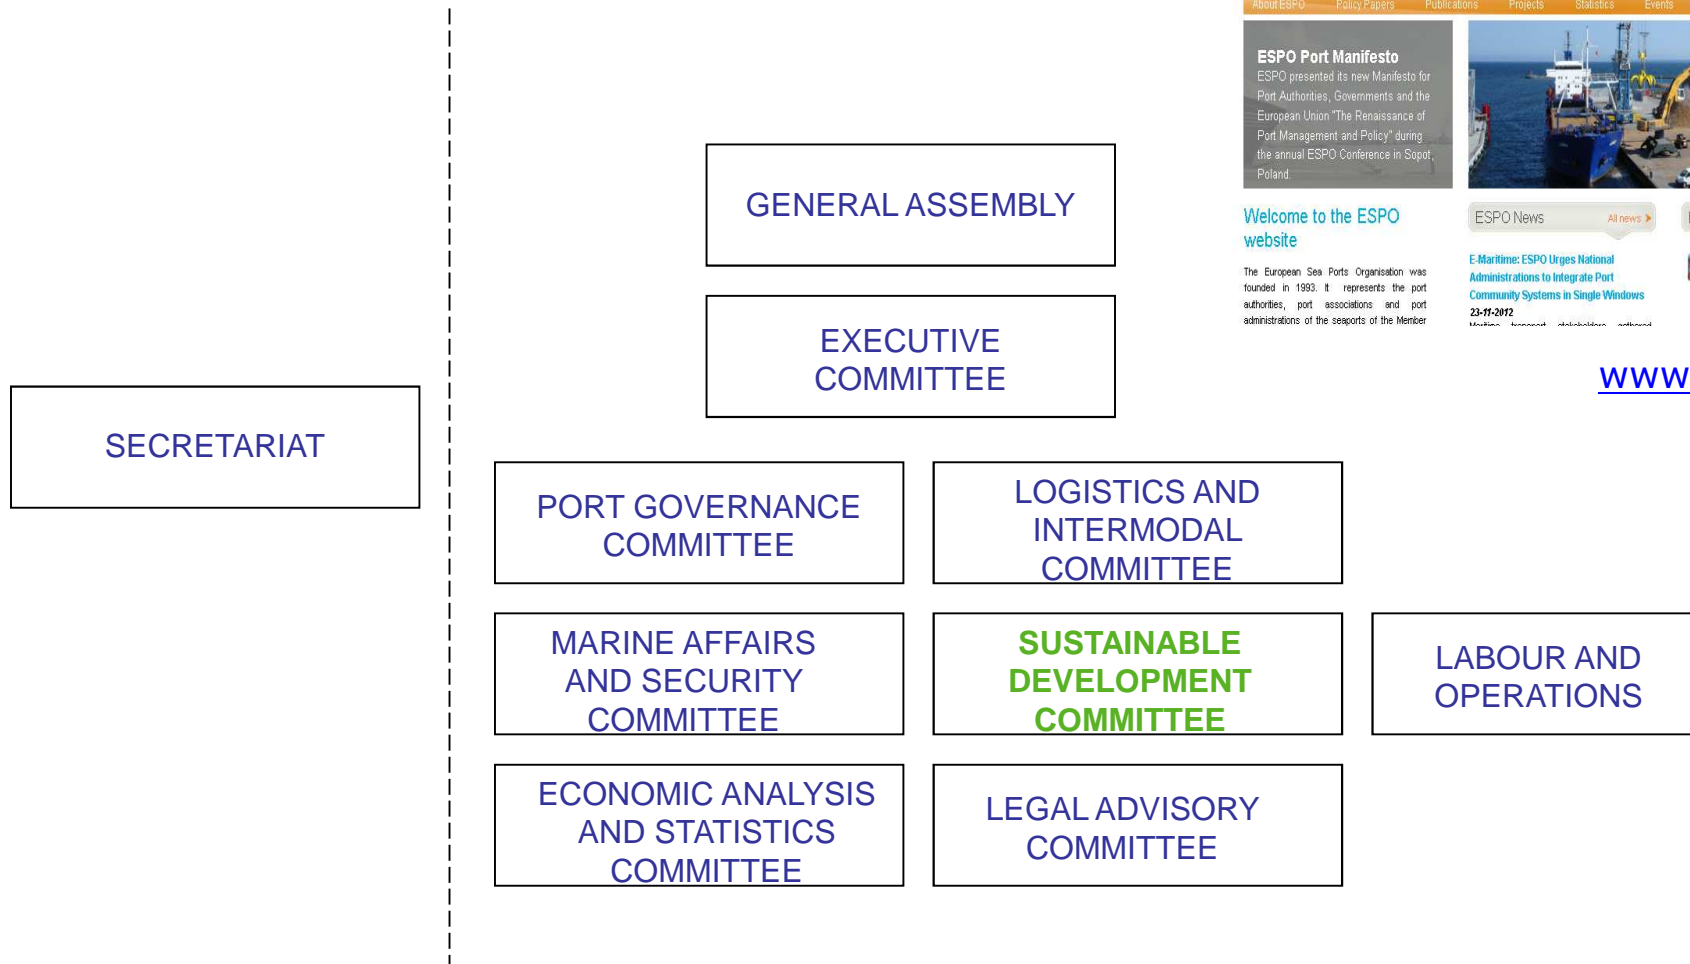 About ESPO Policy Papers Publications Projects Statistics Events
ESPO Port Manifesto
ESPO presented its new Manifesto for
Port Authorities, Governments and the
European Union "The Renaissance of
Port Management and Policy" during
the annual ESPO Conference in Sopot,
Poland.
Welcome to the ESPO
website
The European Sea Ports Organisation was
founded in 1993. It represents the port
authorities, port associations and port
administrations of the seaports of the Member
ESPO News All news
E-Maritime: ESPO Urges National
Administrations to Integrate Port
Community Systems in Single Windows
23-11-2012
Maritime transport stakeholders gathered
www
GENERAL ASSEMBLY
EXECUTIVE
COMMITTEE
SECRETARIAT
PORT GOVERNANCE
COMMITTEE
LOGISTICS AND
INTERMODAL
COMMITTEE
MARINE AFFAIRS
AND SECURITY
COMMITTEE
SUSTAINABLE
DEVELOPMENT
COMMITTEE
LABOUR AND
OPERATIONS
ECONOMIC ANALYSIS
AND STATISTICS
COMMITTEE
LEGAL ADVISORY
COMMITTEE